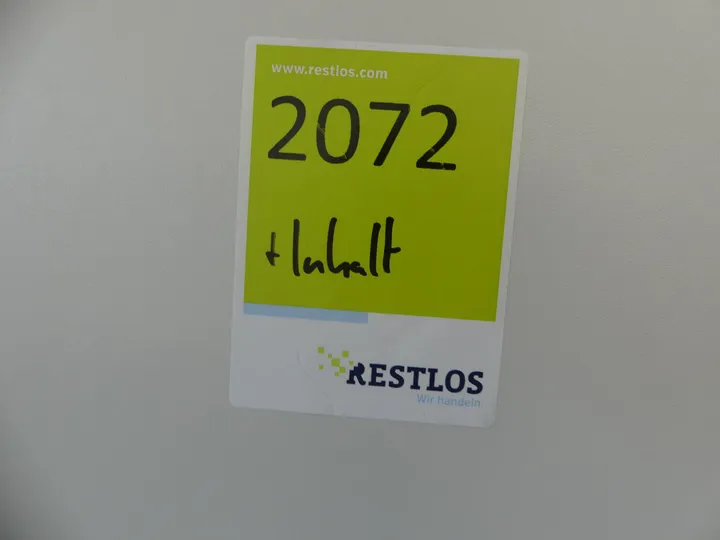 www.restlos.com
2072
+ Inhalt
RESTLOS
Wir handeln.